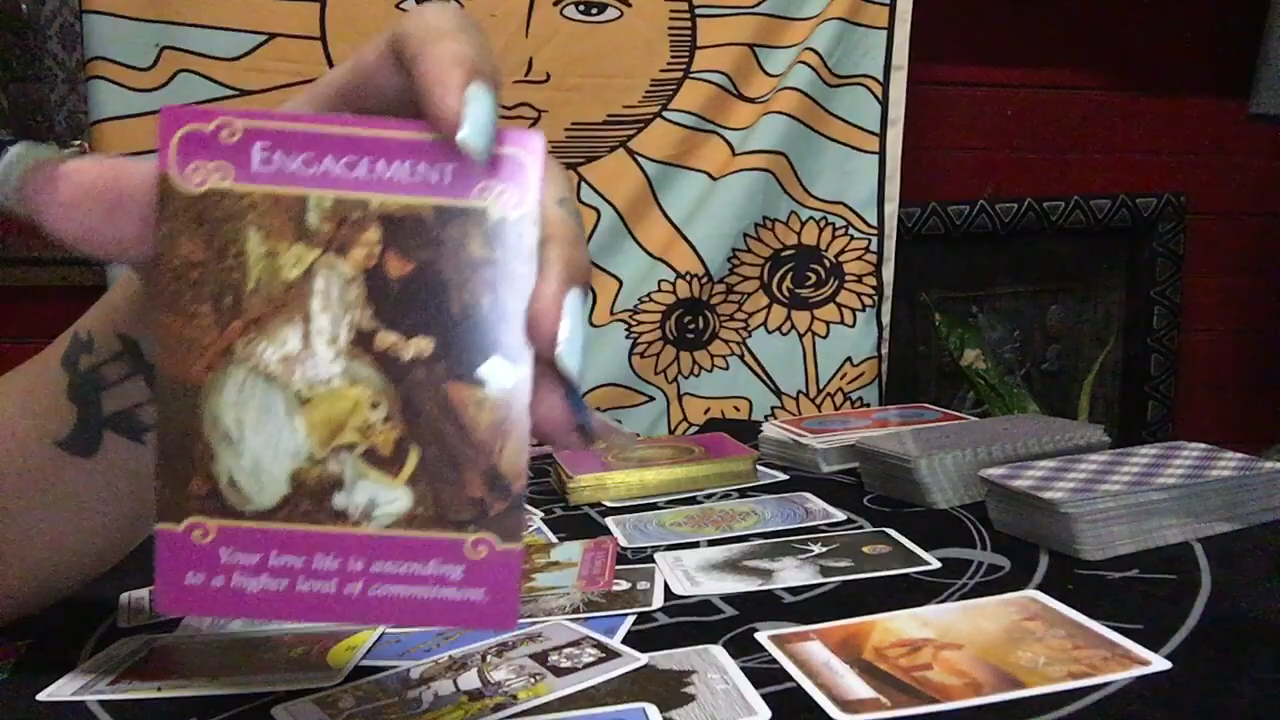 ENGAGEMENT
Your love life is ascending
to a higher level of commitment.